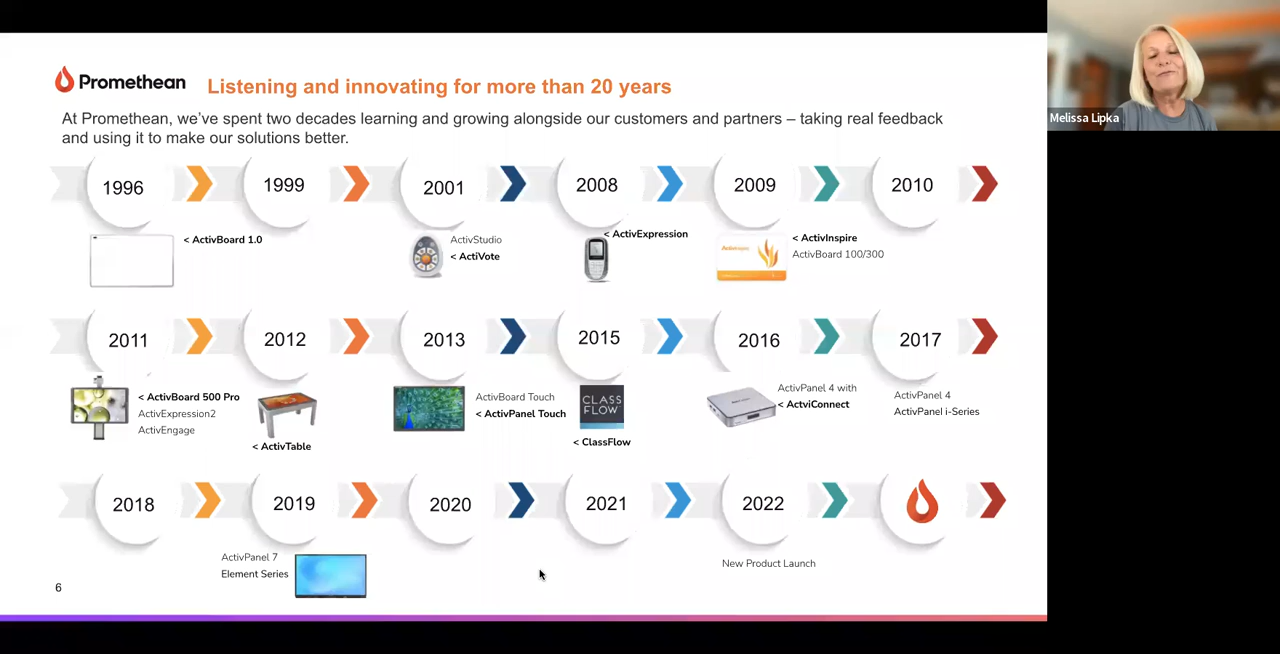 Promethean
Listening and innovating for more than 20 years
At Promethean, we've spent two decades learning and growing alongside our customers and partners – taking real feedback
and using it to make our solutions better.
Melissa Lipka
1996
1999
2001
2008
2009
2010
< ActivBoard 1.0
ActivStudio
< ActiVote
< ActivExpression
ActivInspire
< ActivInspire
ActivBoard 100/300
2011
2012
2013
2015
2016
2017
< ActivBoard 500 Pro
ActivExpression2
ActivEngage
< ActivTable
ActivBoard Touch
< ActivPanel Touch
CLASS
FLOW
< ClassFlow
ActivPanel 4 with
< ActviConnect
ActivPanel 4
ActivPanel i-Series
2018
2019
2020
2021
2022
ActivPanel 7
Element Series
New Product Launch
6